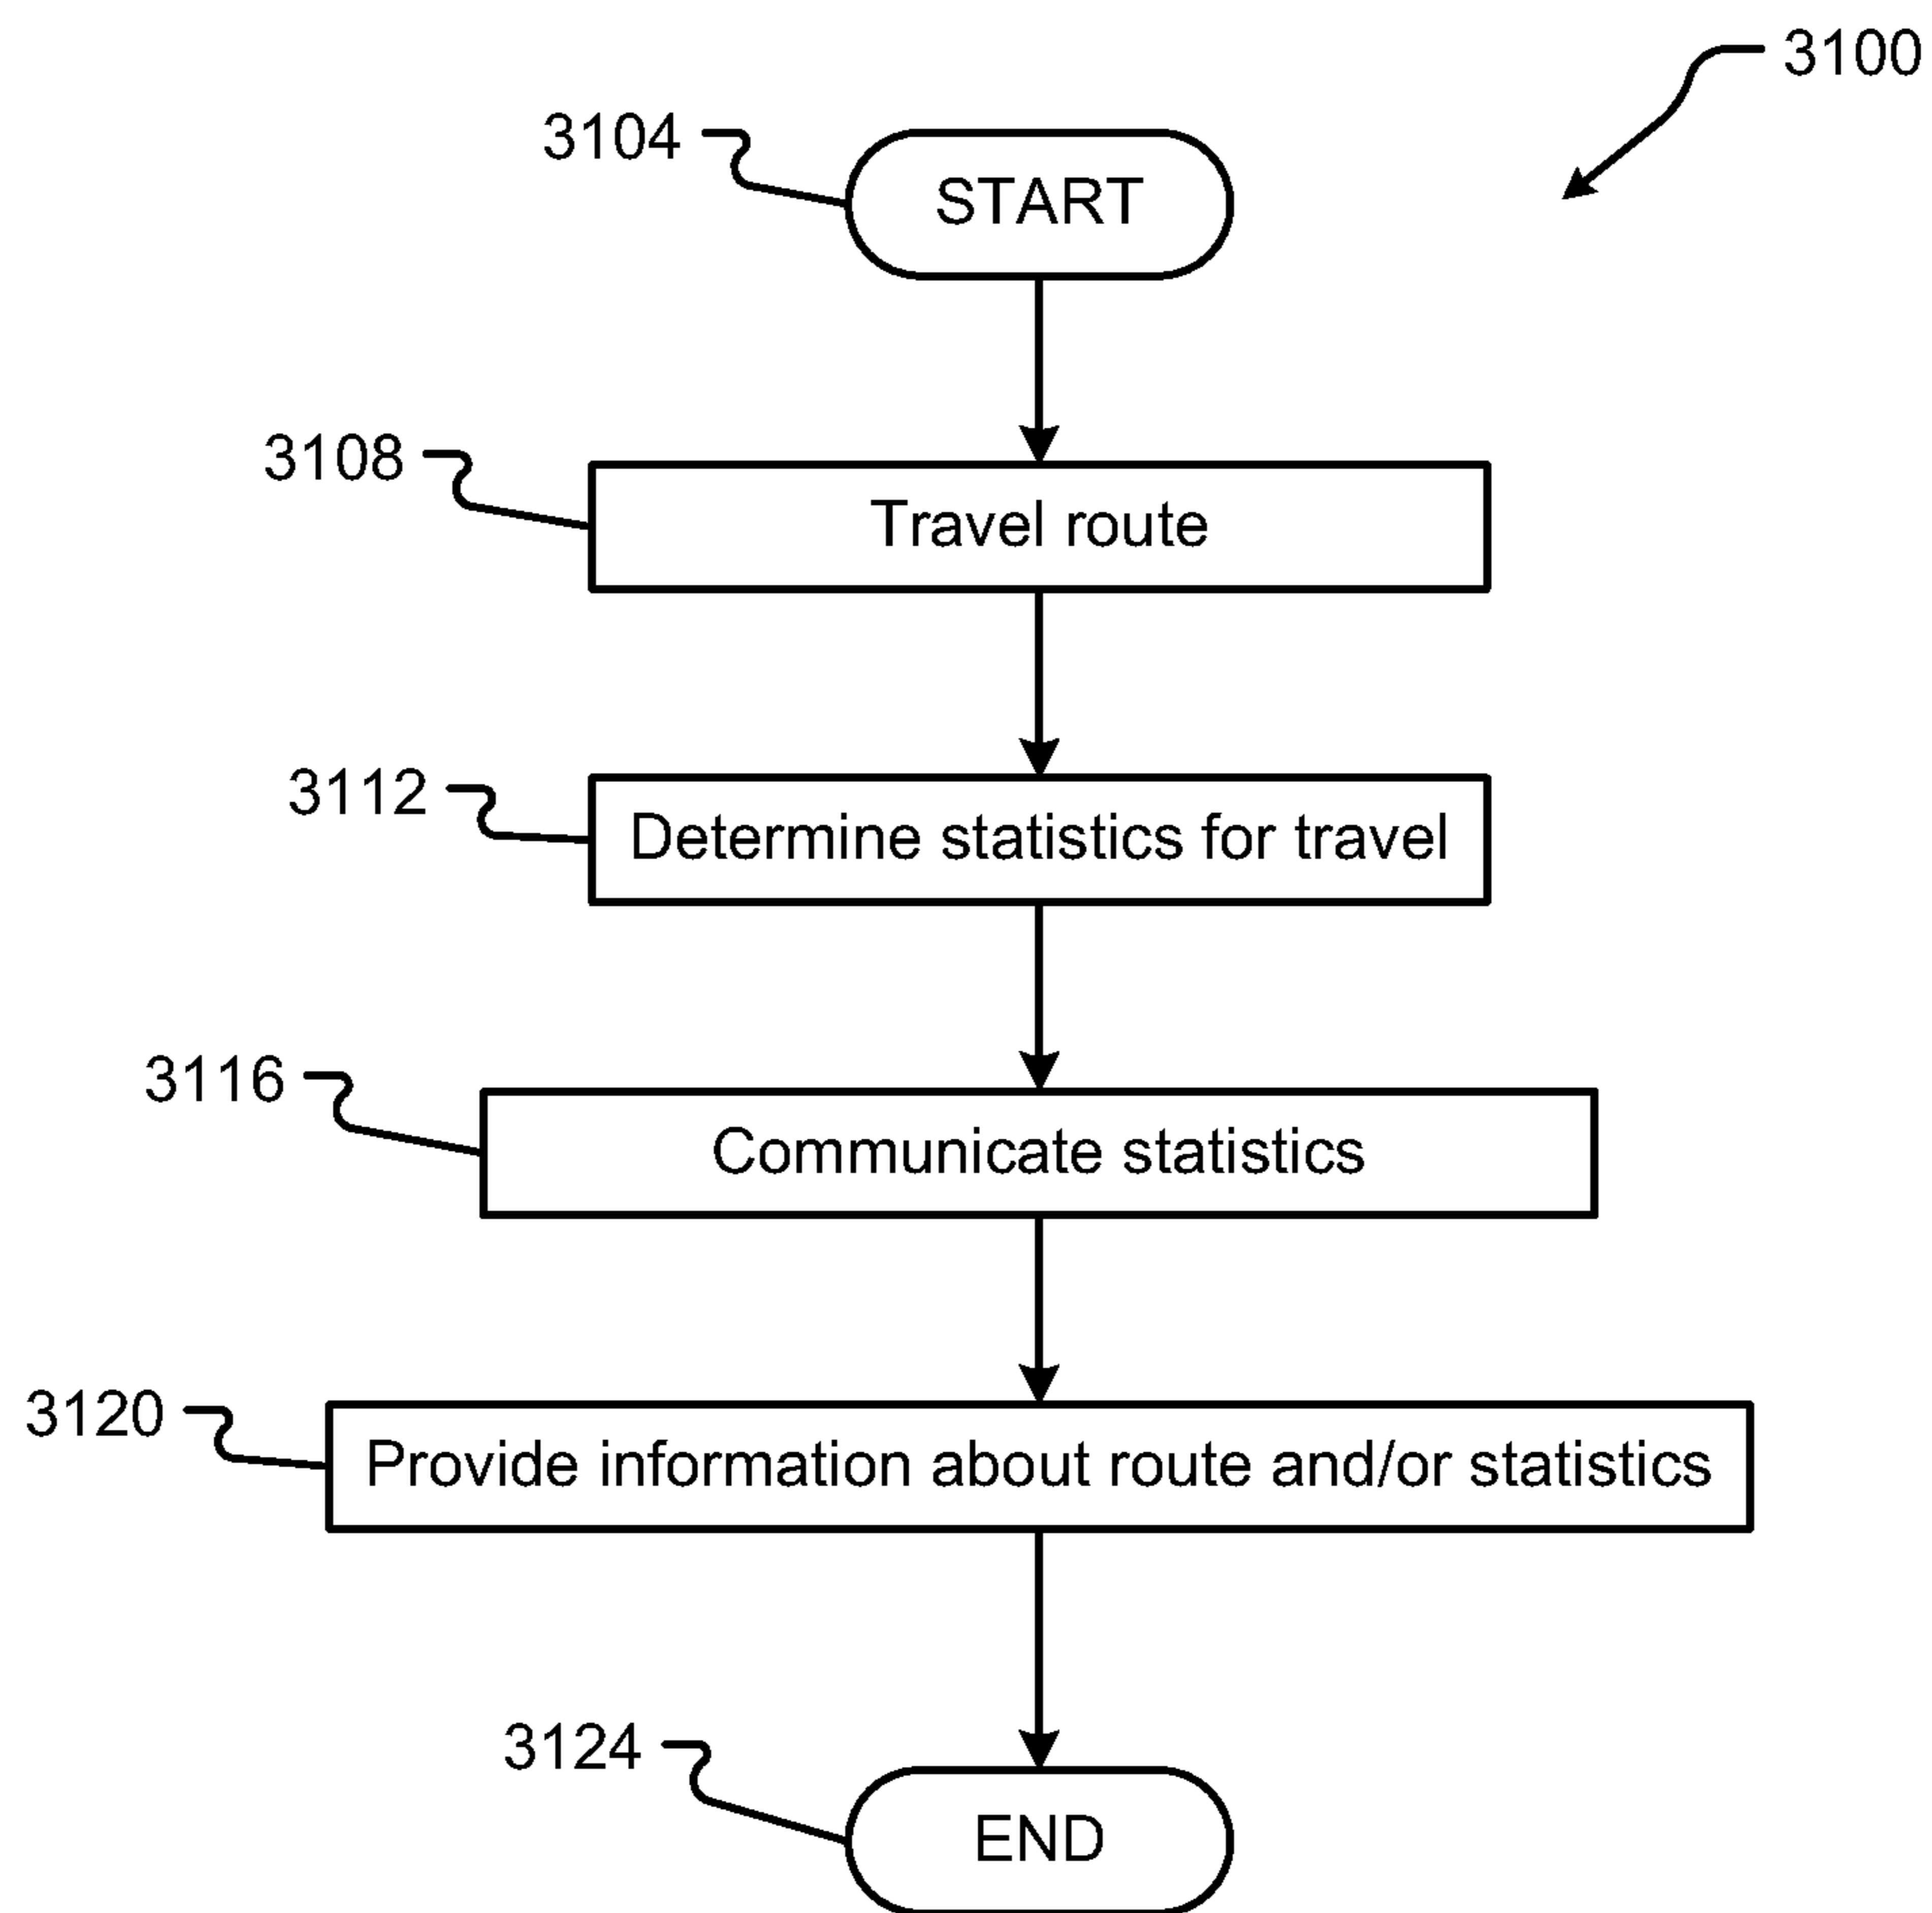 3100
3104
START
3108
Travel route
3112
Determine statistics for travel
3116
Communicate statistics
3120
Provide information about route and/or statistics
3124
END